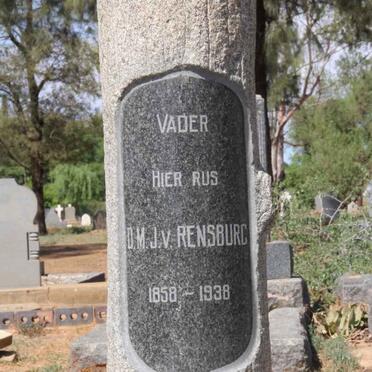 VADER
HIER RUS
D.M.J.v. RENSBURG
1858 - 1938